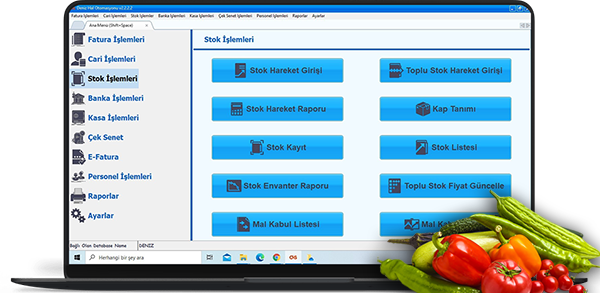 Deniz Hal Otomasyonu v2.2.2.2
Fatura İşlemleri Cari İşlemleri Stok İşlemler Banka İşlemleri Kasa İşlemleri Çek Senet İşlemleri Personel İşlemleri Raporlar Ayarlar
Ana Menü (Shift+Space)
Fatura İşlemleri
Cari İşlemleri
Stok İşlemleri
Banka İşlemleri
Kasa İşlemleri
Çek Senet
E-Fatura
Personel İşlemleri
Raporlar
Ayarlar
Stok İşlemleri
Stok Hareket Girişi
Toplu Stok Hareket Girişi
Stok Hareket Raporu
Kap Tanımı
Stok Kayıt
Stok Listesi
Stok Envanter Raporu
Toplu Stok Fiyat Güncelle
Mal Kabul Listesi
Mal Ka
Bağlı Olan Database Name DENIZZ
Herhangi bir şey ara